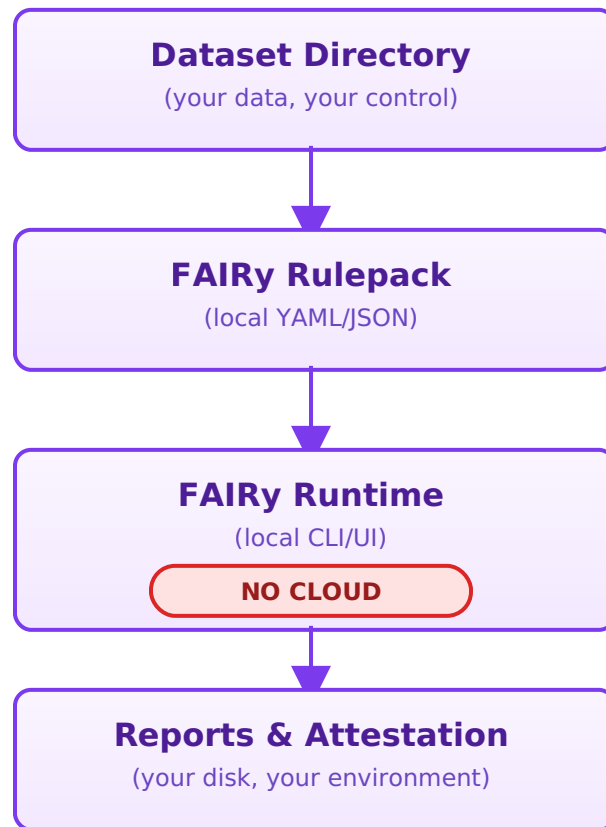 Dataset Directory
(your data, your control)
FAIRy Rulepack
(local YAML/JSON)
FAIRy Runtime
(local CLI/UI)
NO CLOUD
Reports & Attestation
(your disk, your environment)